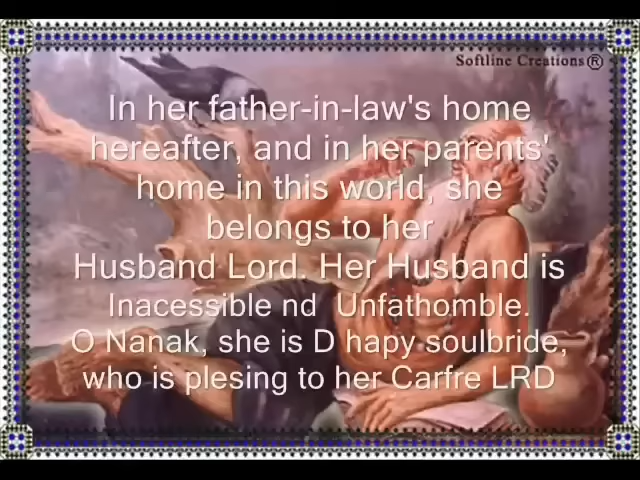 Softline Creations®
In her father-in-law's home
hereafter, and in her parents'
home in this world, she
belongs to her
Husband Lord. Her Husband is
Inacessible nd Unfathomble.
O Nanak, she is D hapy soulbride,
who is plesing to her Carfre LRD